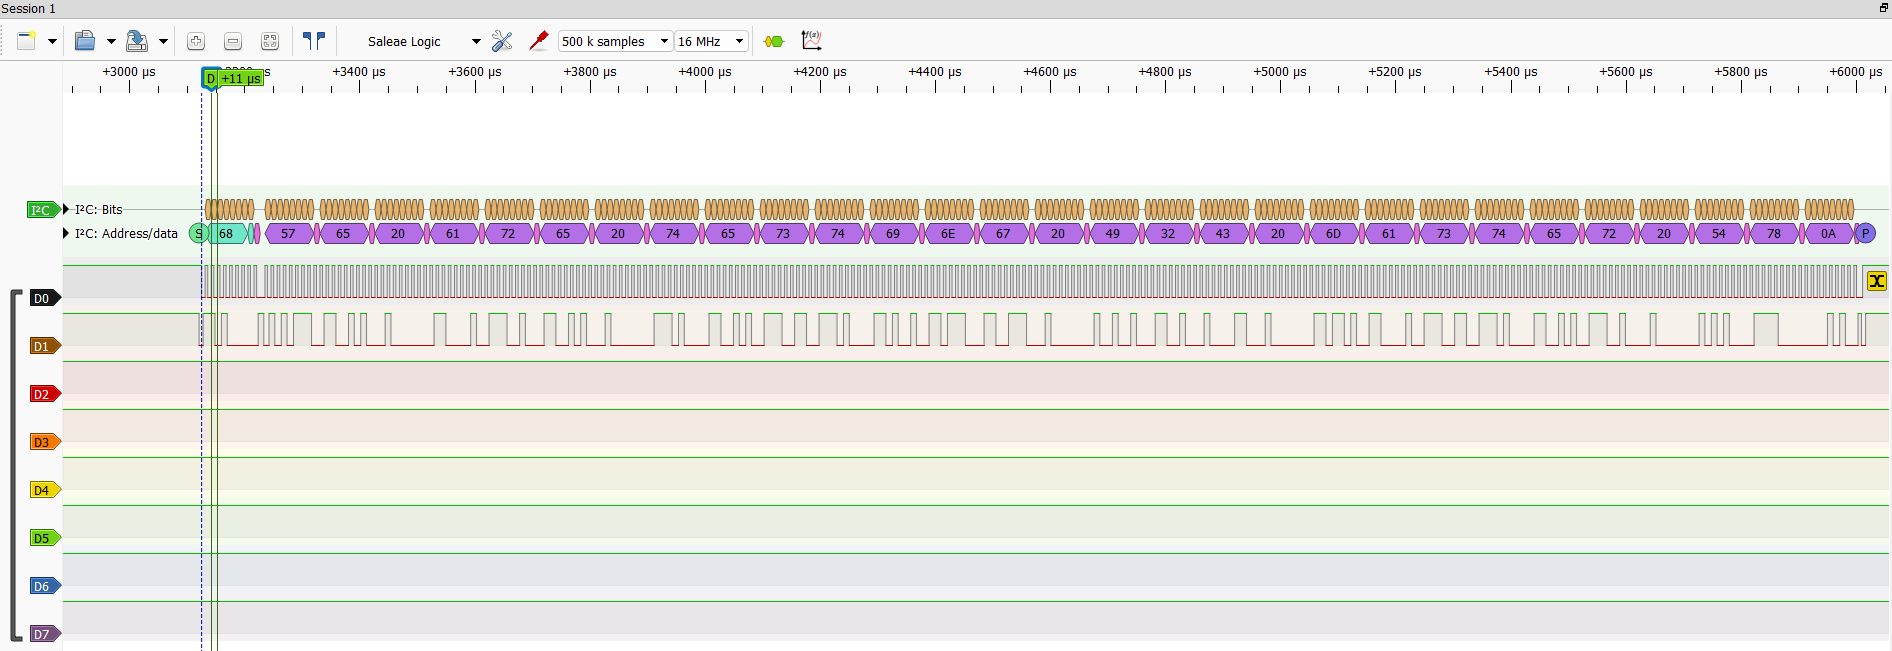 Session 1
Saleae Logic 500 k samples 16 MHz f(s)
+3000 µs +3400 µs +3600 µs +3800 µs +4000 µs +4200 µs +4400 µs +4600 µs +4800 µs +5000 µs +5200 µs +5400 µs +5600 µs +5800 µs +6000 µs
D +11 µs
I²C I²C: Bits
I²C: Address/data S 68 57 65 20 61 72 65 20 74 65 73 74 69 6E 67 20 49 32 43 20 6D 61 73 74 65 72 20 54 78 0A P
D0
D1
D2
D3
D4
D5
D6
D7